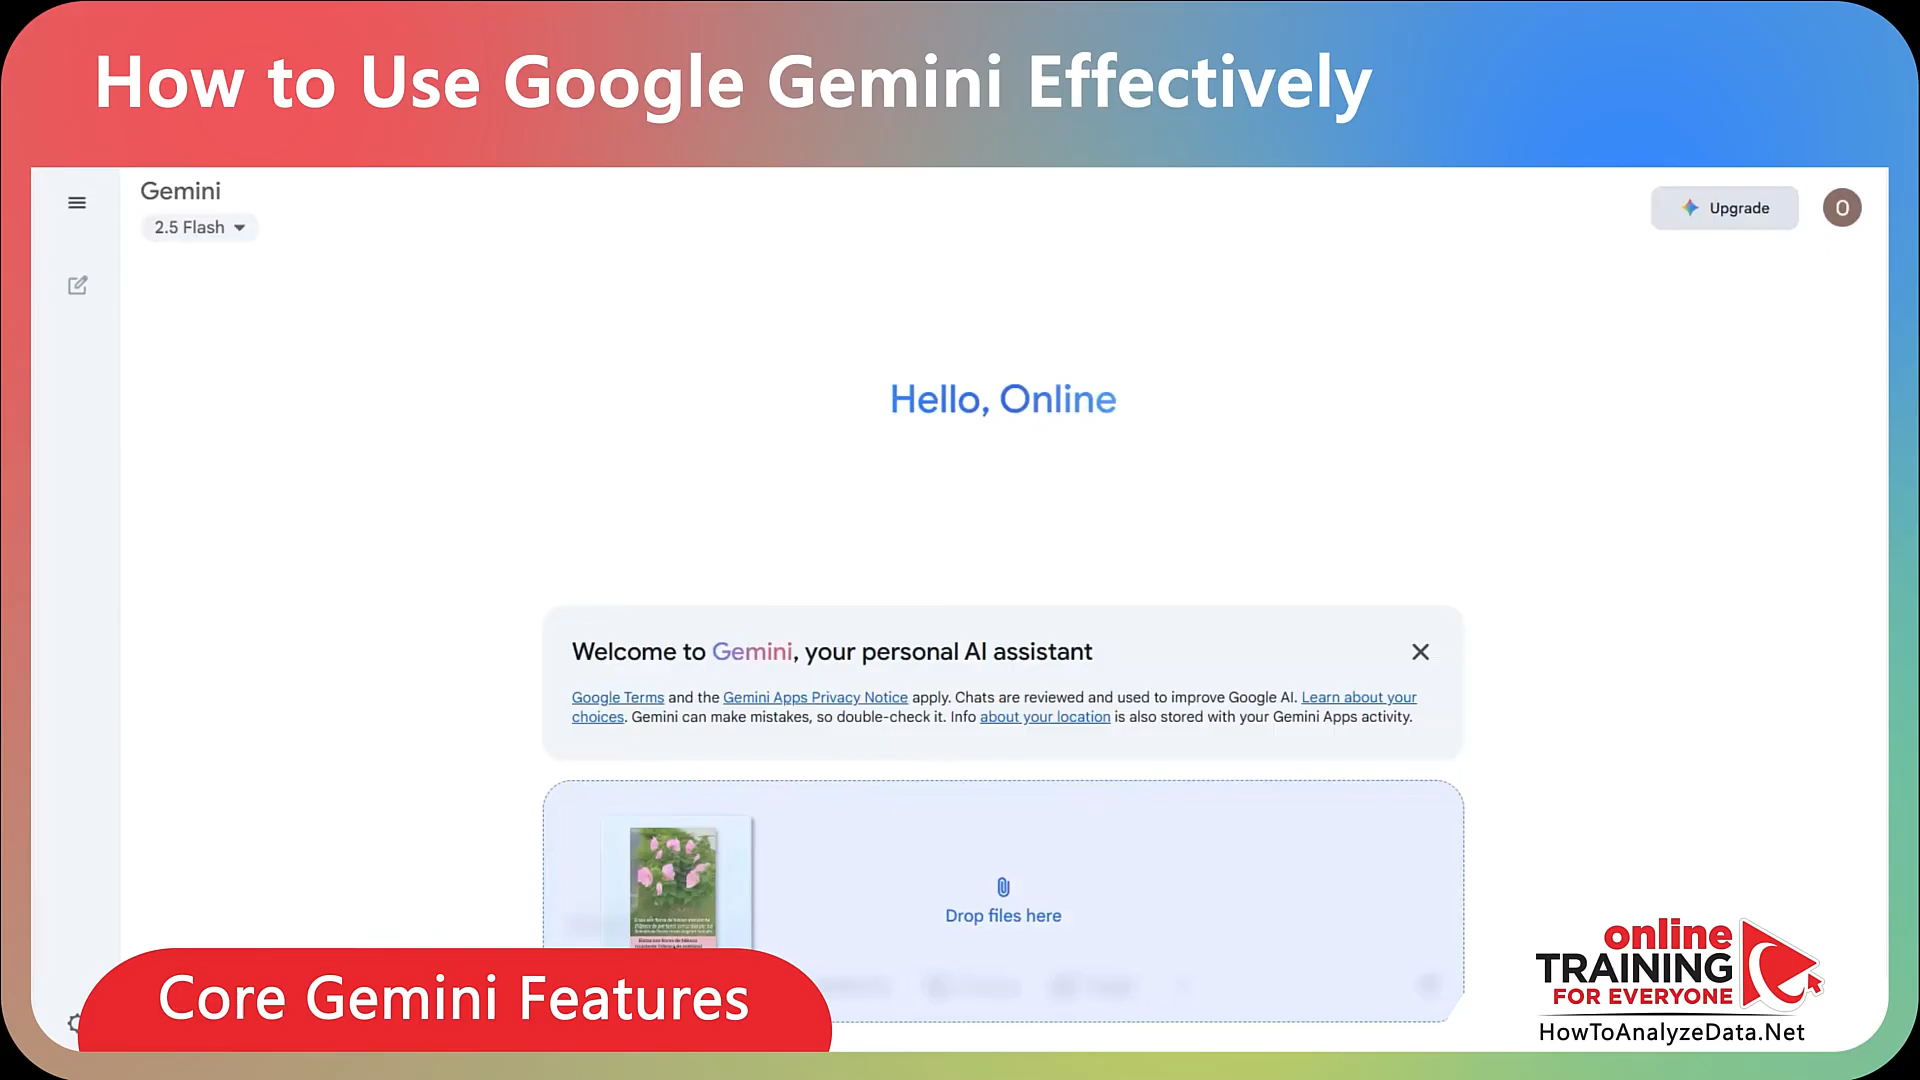 How to Use Google Gemini Effectively
Gemini
2.5 Flash
Upgrade
O
Hello, Online
Welcome to Gemini, your personal AI assistant
Google Terms and the Gemini Apps Privacy Notice apply. Chats are reviewed and used to improve Google AI. Learn about your
choices. Gemini can make mistakes, so double-check it. Info about your location is also stored with your Gemini Apps activity.
Drop files here
Core Gemini Features
online
TRAINING
FOR EVERYONE
HowToAnalyzeData.Net